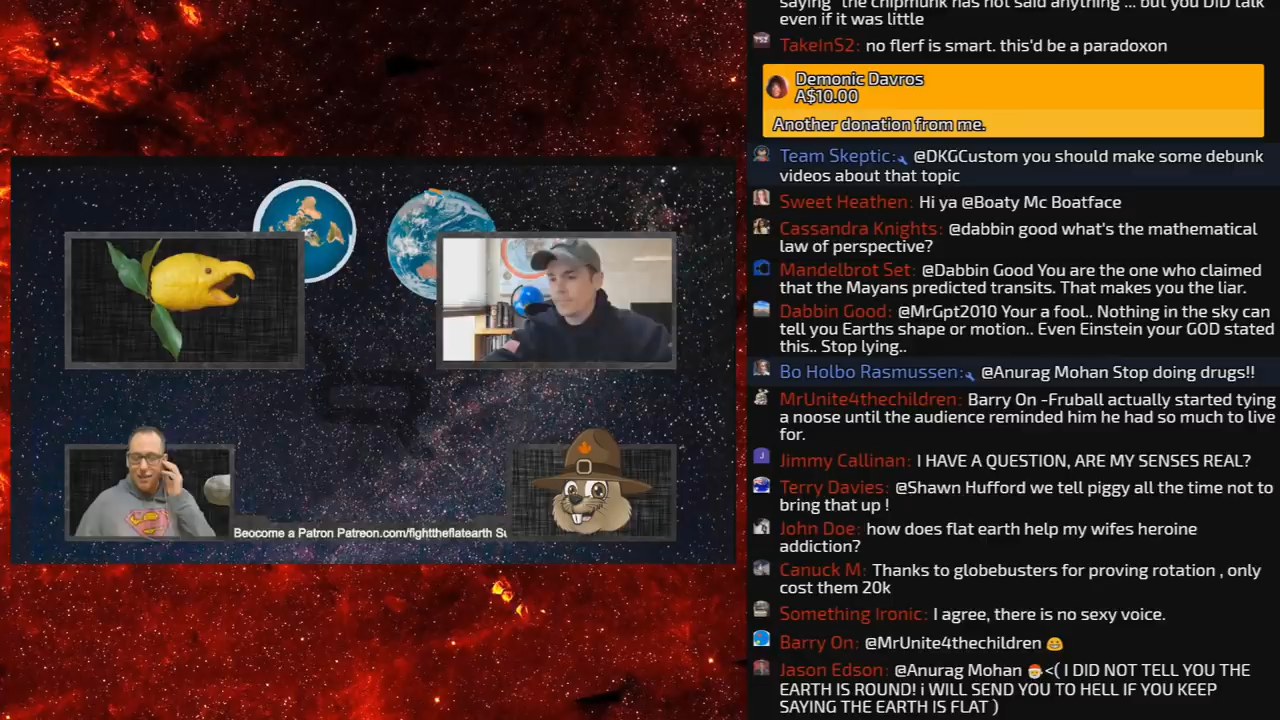 saying "the chipmunk has not said anything ... but you DID talk
even if it was little
TakeInS2: no flerf is smart. this'd be a paradoxon
Demonic Davros
A$10.00
Another donation from me.
Team Skeptic: @DKGCustom you should make some debunk
videos about that topic
Sweet Heathen: Hi ya @Boaty Mc Boatface
Cassandra Knights: @dabbin good what's the mathematical
law of perspective?
Mandelbrot Set: @Dabbin Good You are the one who claimed
that the Mayans predicted transits. That makes you the liar.
Dabbin Good: @MrGpt2010 Your a fool.. Nothing in the sky can
tell you Earths shape or motion.. Even Einstein your GOD stated
this.. Stop lying..
Bo Holbo Rasmussen: @Anurag Mohan Stop doing drugs!!
MrUnite4thechildren: Barry On -Fruball actually started tying
a noose until the audience reminded him he had so much to live
for.
Jimmy Callinan: I HAVE A QUESTION, ARE MY SENSES REAL?
Terry Davies: @Shawn Hufford we tell piggy all the time not to
bring that up !
John Doe: how does flat earth help my wifes heroine
addiction?
Canuck M: Thanks to globebusters for proving rotation , only
cost them 20k
Something Ironic: I agree, there is no sexy voice.
Barry On: @MrUnite4thechildren 😁
Jason Edson: @Anurag Mohan 🎅<( I DID NOT TELL YOU THE
EARTH IS ROUND! i WILL SEND YOU TO HELL IF YOU KEEP
SAYING THE EARTH IS FLAT )
Beocome a Patron Patreon.com/fighttheflatearth